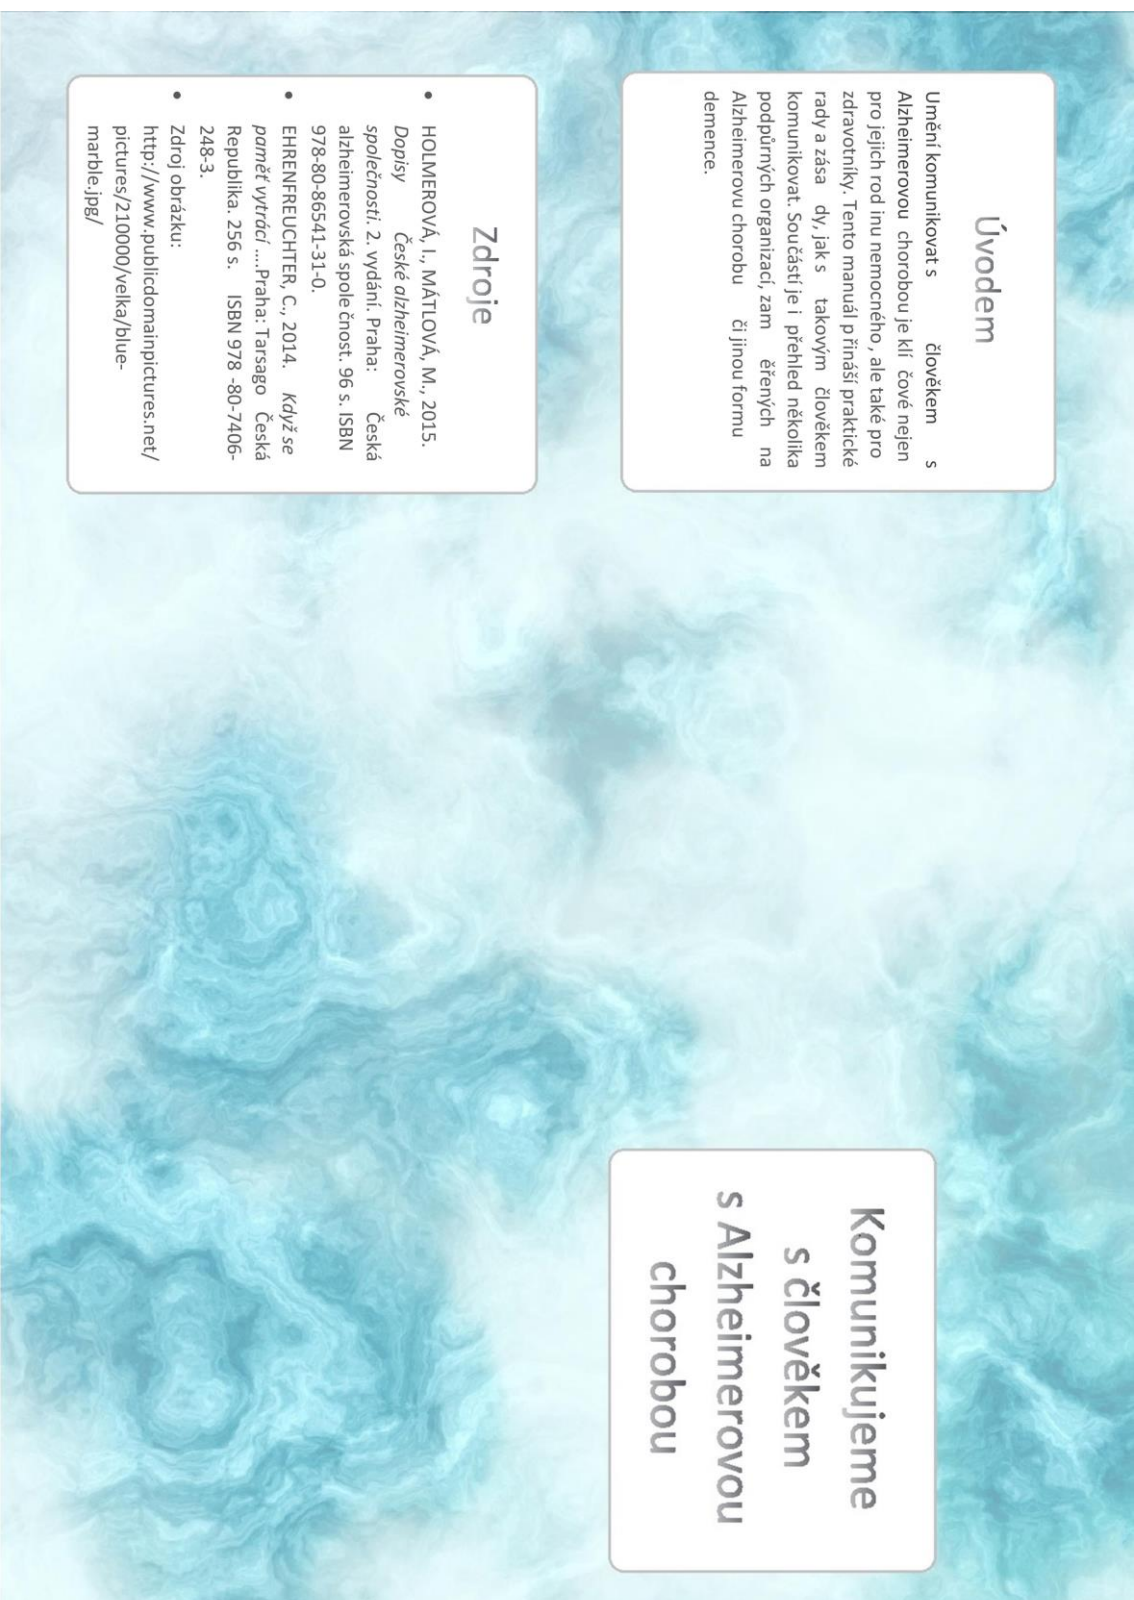 Úvodem
Umění komunikovat s člověkem s
Alzheimerovou chorobou je klí čové nejen
pro jejich rod inu nemocného , ale také pro
zdravotníky. Tento manuál přináší praktické
rady a zása dy, jak s takovým člověkem
komunikovat. Součástí je i přehled několika
podpůrných organizací, zam ěřených na
Alzheimerovu chorobu či jinou formu
demence.
Zdroje
• HOLMEROVÁ, I., MÁTLOVÁ, M., 2015.
Dopisy České alzheimerovské
společnosti. 2. vydání. Praha: Česká
alzheimerovská spole čnost. 96 s. ISBN
978-80-86541-31-0.
• EHRENFREUCHTER, C., 2014. Když se
paměť vytrácí ....Praha: Tarsago Česká
Republika. 256 s. ISBN 978 -80-7406-
248-3.
• Zdroj obrázku:
http://www.publicdomainpictures.net/
pictures/210000/velka/blue-
marble.jpg/
Komunikujeme
s člověkem
s Alzheimerovou
chorobou